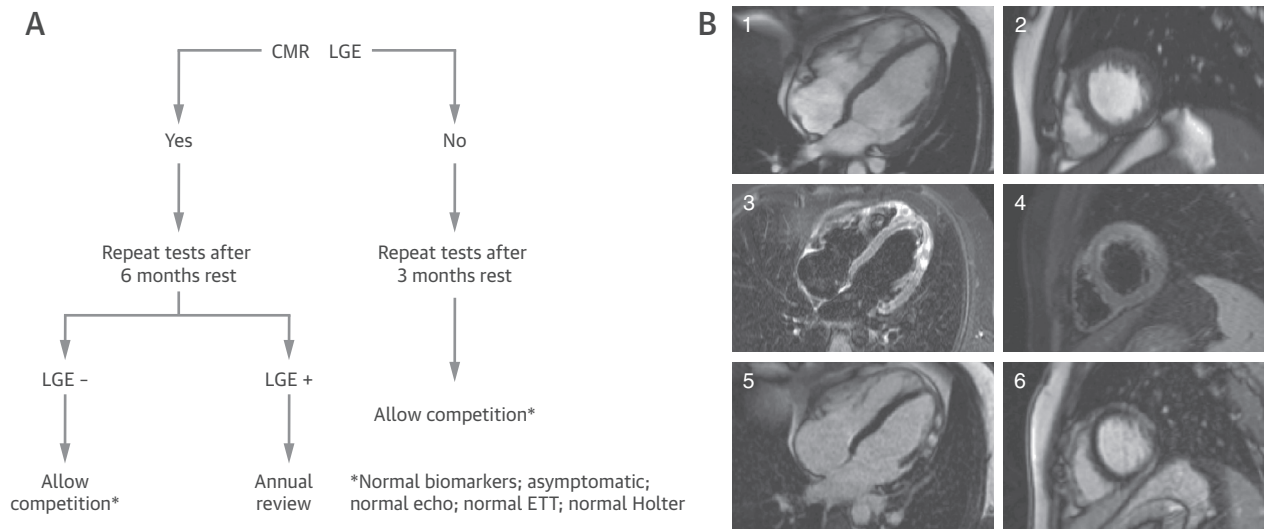 A
CMR LGE
Yes
No
Repeat tests after
6 months rest
Repeat tests after
3 months rest
LGE –
LGE +
Allow competition*
Allow
competition*
Annual
review
*Normal biomarkers; asymptomatic;
normal echo; normal ETT; normal Holter
B
1
2
3
4
5
6